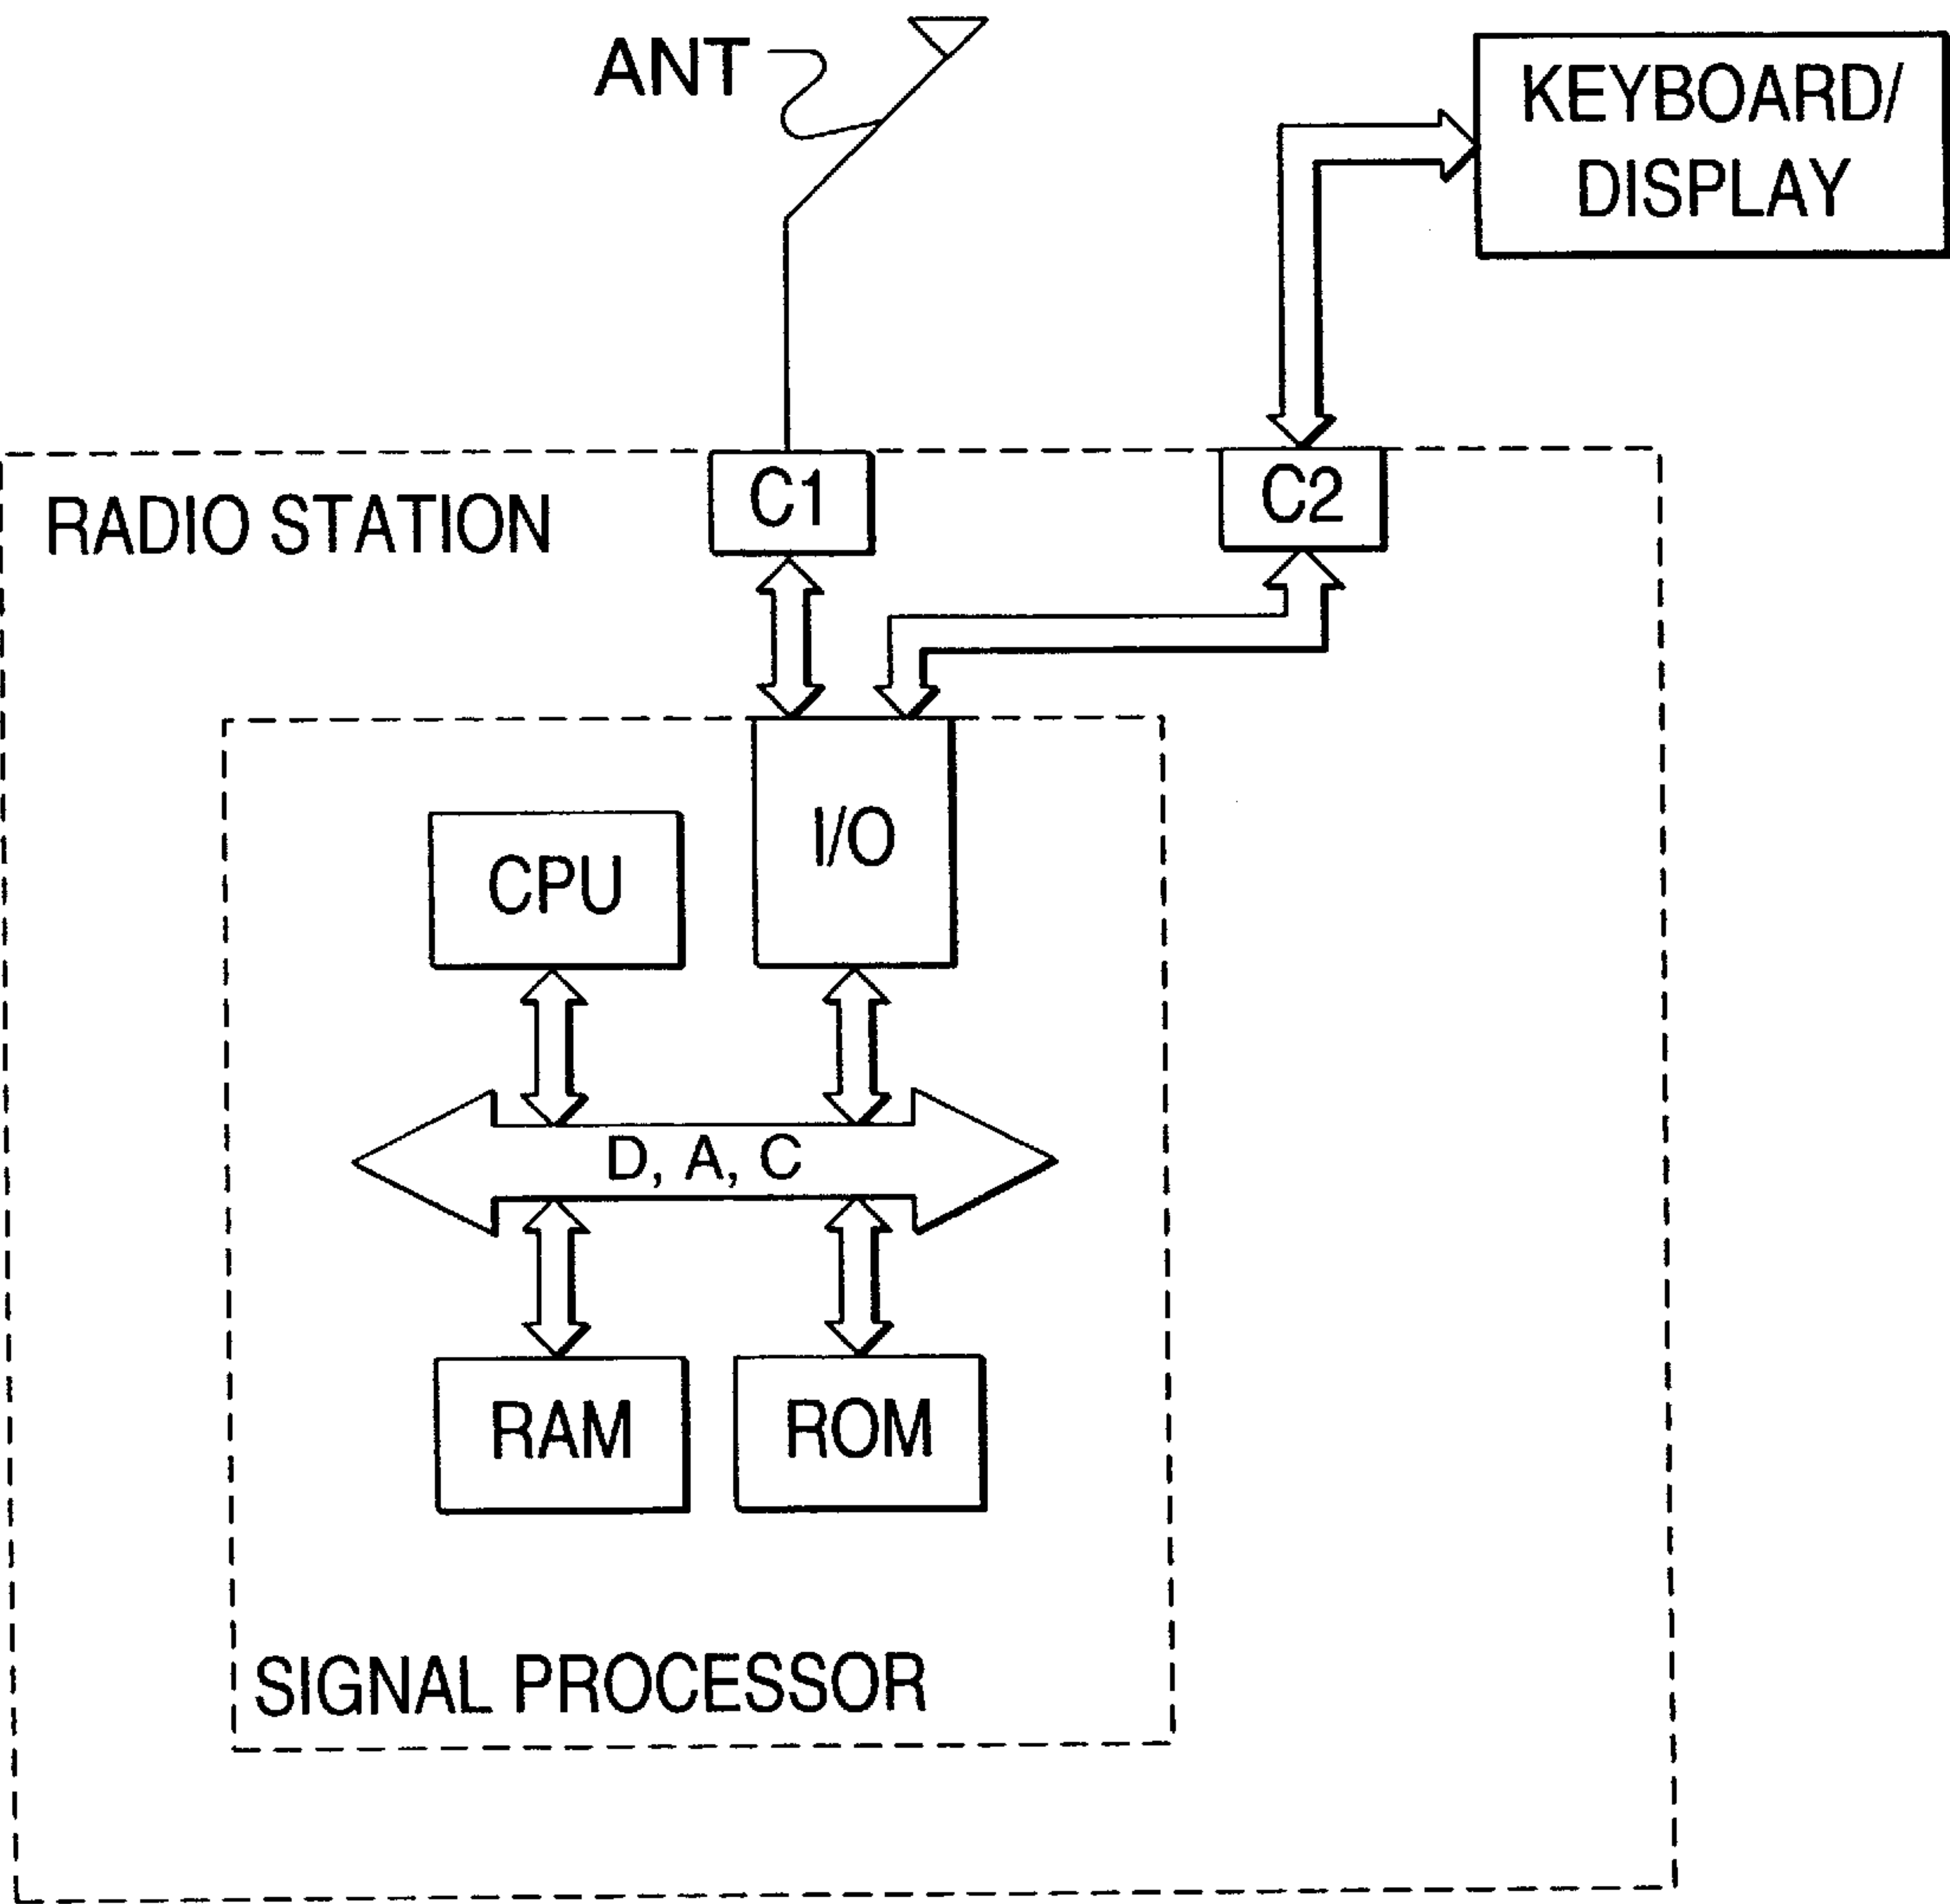 ANT
KEYBOARD/
DISPLAY
RADIO STATION
C1
C2
I/O
CPU
D, A, C
RAM
ROM
SIGNAL PROCESSOR